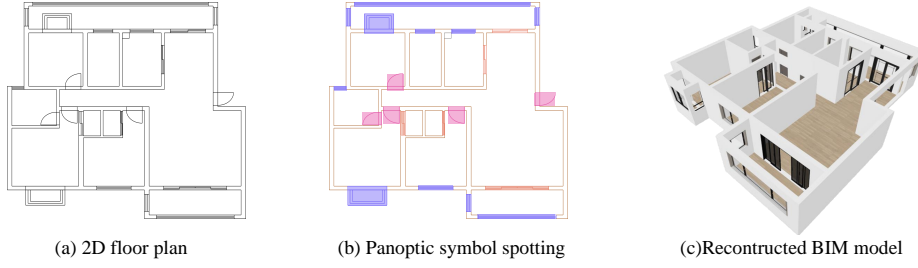 (a) 2D floor plan
(b) Panoptic symbol spotting
(c)Recontructed BIM model